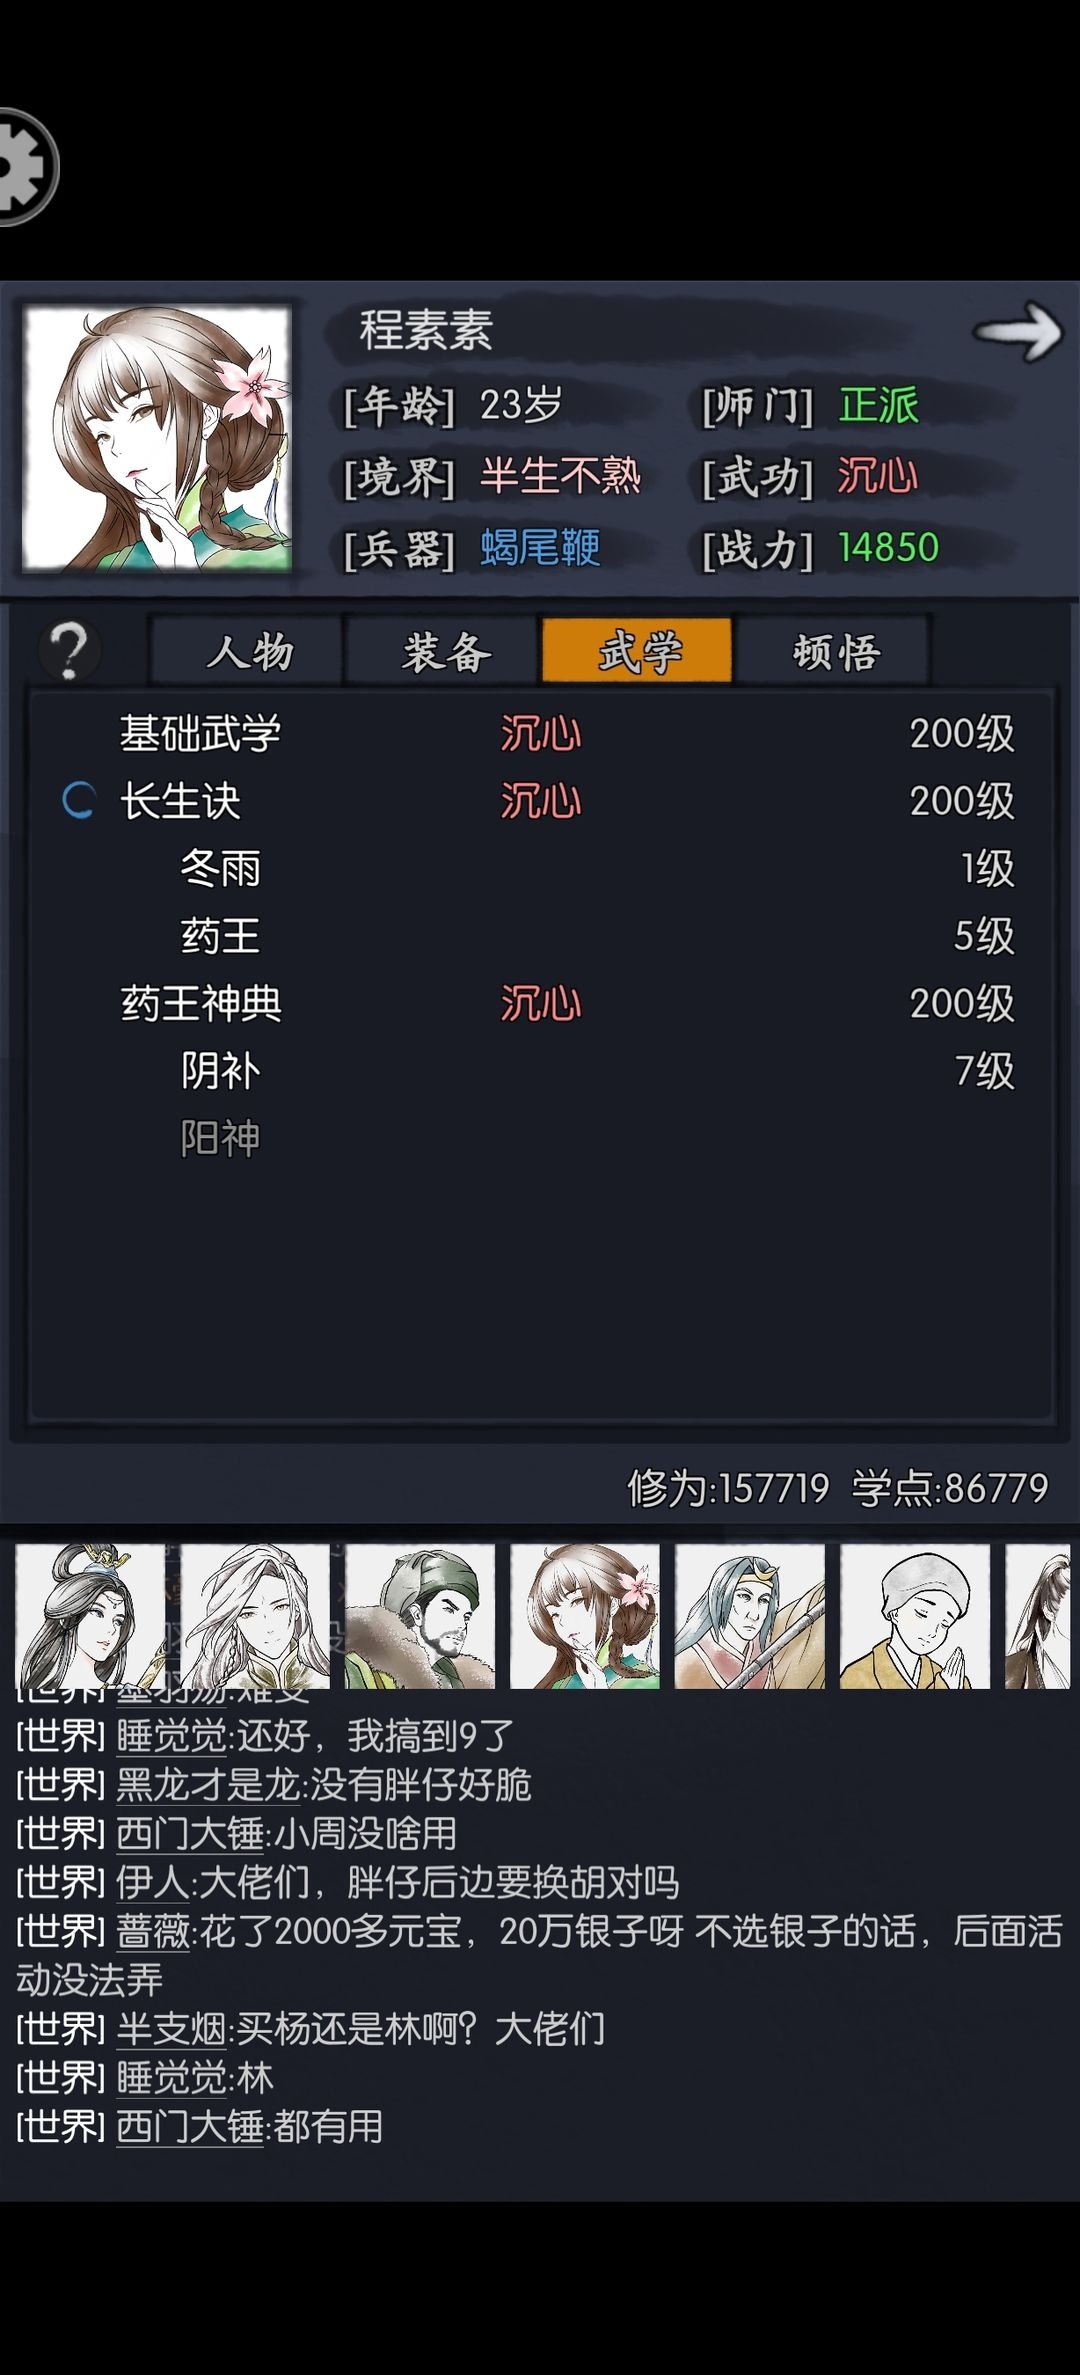 程素素
[年龄] 23岁 [师门] 正派
[境界] 半生不熟 [武功] 沉心
[兵器] 蝎尾鞭 [战力] 14850
? 人物 装备 武学 顿悟
基础武学 沉心 200级
长生诀 沉心 200级
冬雨 1级
药王 5级
药王神典 沉心 200级
阴补 7级
阳神
修为:157719 学点:86779
[世界] 睡觉觉:还好，我搞到9了
[世界] 黑龙才是龙:没有胖仔好脆
[世界] 西门大锤:小周没啥用
[世界] 伊人:大佬们，胖仔后边要换胡对吗
[世界] 蔷薇:花了2000多元宝，20万银子呀 不选银子的话，后面活
动没法弄
[世界] 半支烟:买杨还是林啊？大佬们
[世界] 睡觉觉:林
[世界] 西门大锤:都有用